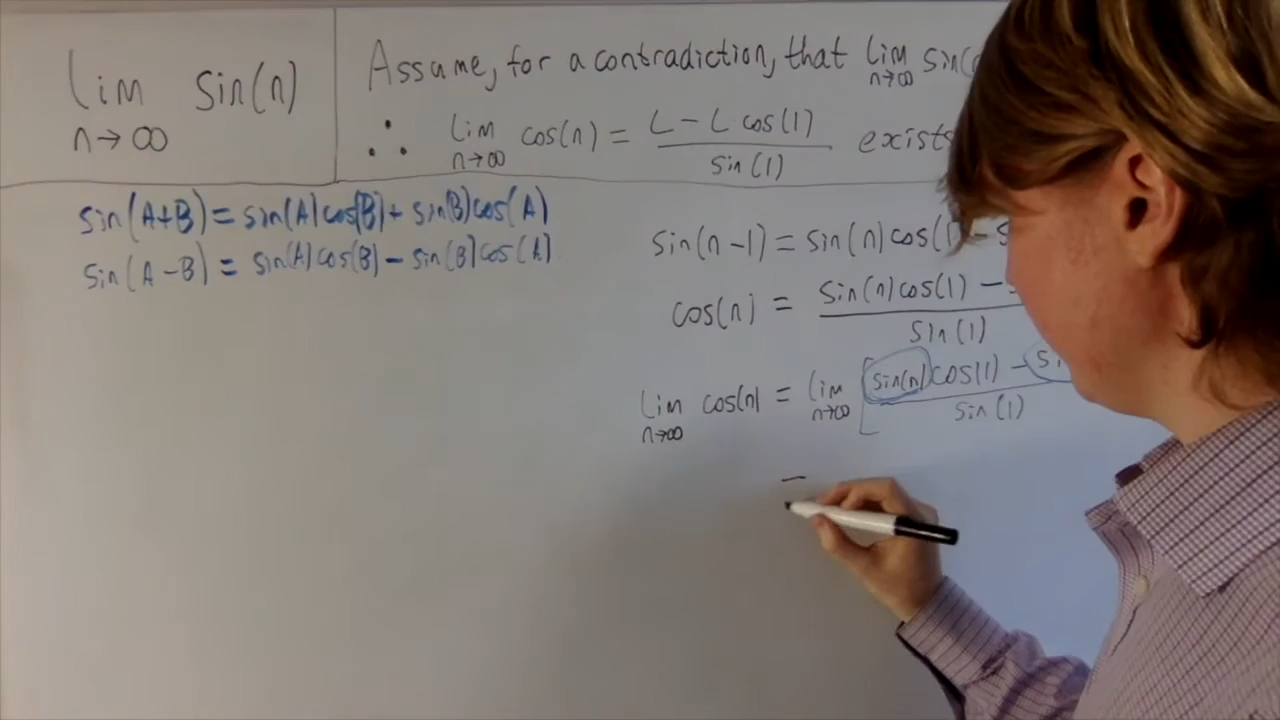 lim sin(n)
n→∞
Assume, for a contradiction, that lim sin(
n→∞
∴ lim cos(n) = L - L cos(1) exists
n→∞ sin(1)
sin(A+B) = sin(A)cos(B) + sin(B)cos(A)
sin(A-B) = sin(A)cos(B) - sin(B)cos(A)
sin(n-1) = sin(n)cos(1) - s
cos(n) = sin(n)cos(1) -
sin(1)
lim cos(n) = lim [sin(n)cos(1) - si
n→∞ n→∞ sin(1)